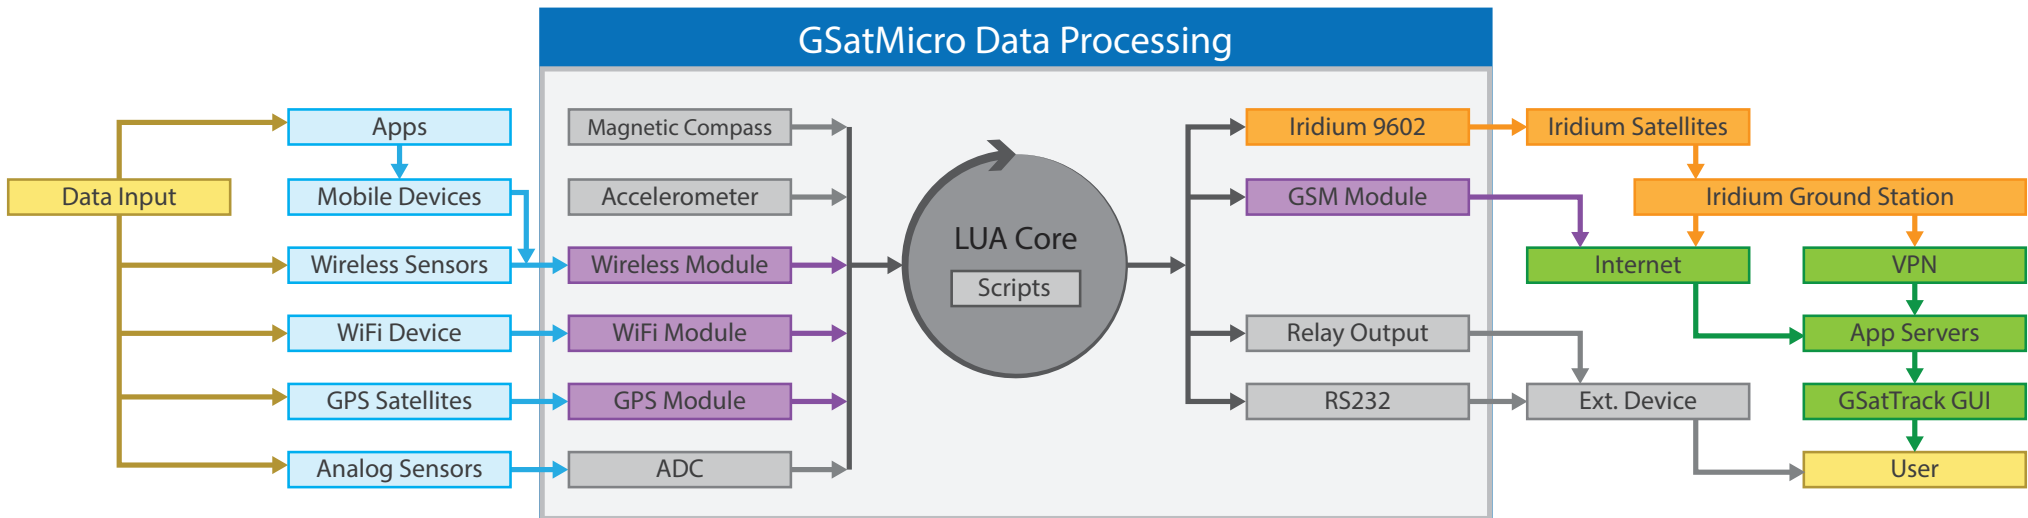 GSatMicro Data Processing
Apps
Magnetic Compass
Iridium 9602
Iridium Satellites
Data Input
Mobile Devices
Accelerometer
GSM Module
Iridium Ground Station
LUA Core
Wireless Sensors
Wireless Module
Internet
VPN
Scripts
WiFi Device
WiFi Module
Relay Output
App Servers
GPS Satellites
GPS Module
RS232
Ext. Device
GSatTrack GUI
Analog Sensors
ADC
User